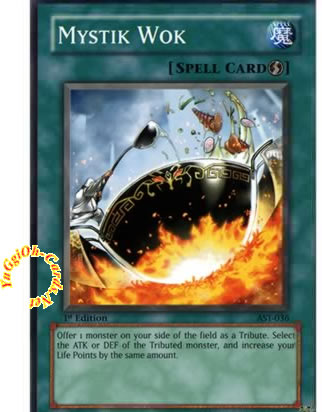 MYSTIK WOK
魔
[SPELL CARD]
YuGgiOh-Cards.Net
1st Edition
AST-036
Offer 1 monster on your side of the field as a Tribute. Select
the ATK or DEF of the Tributed monster, and increase your
Life Points by the same amount.